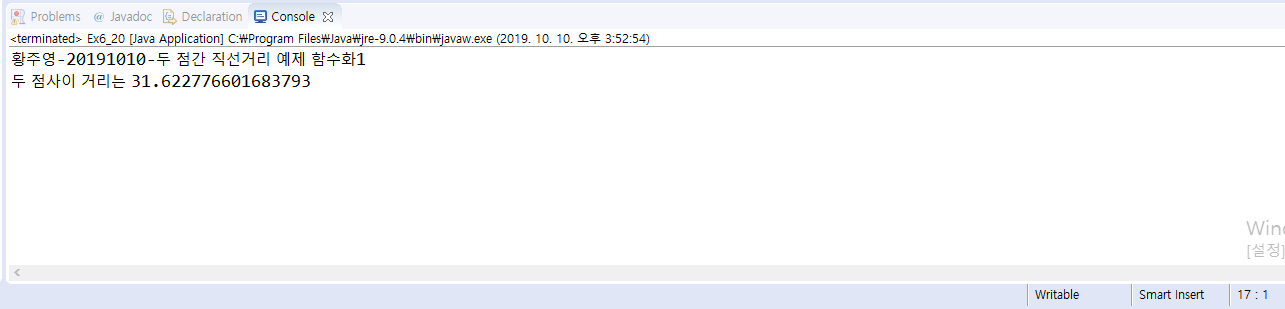 Problems @ Javadoc Declaration Console
<terminated> Ex6_20 [Java Application] C:₩Program Files₩Java₩jre-9.0.4₩bin₩javaw.exe (2019. 10. 10. 오후 3:52:54)
황주영-20191010-두 점간 직선거리 예제 함수화1
두 점사이 거리는 31.622776601683793
[설정]
Writable Smart Insert 17 : 1